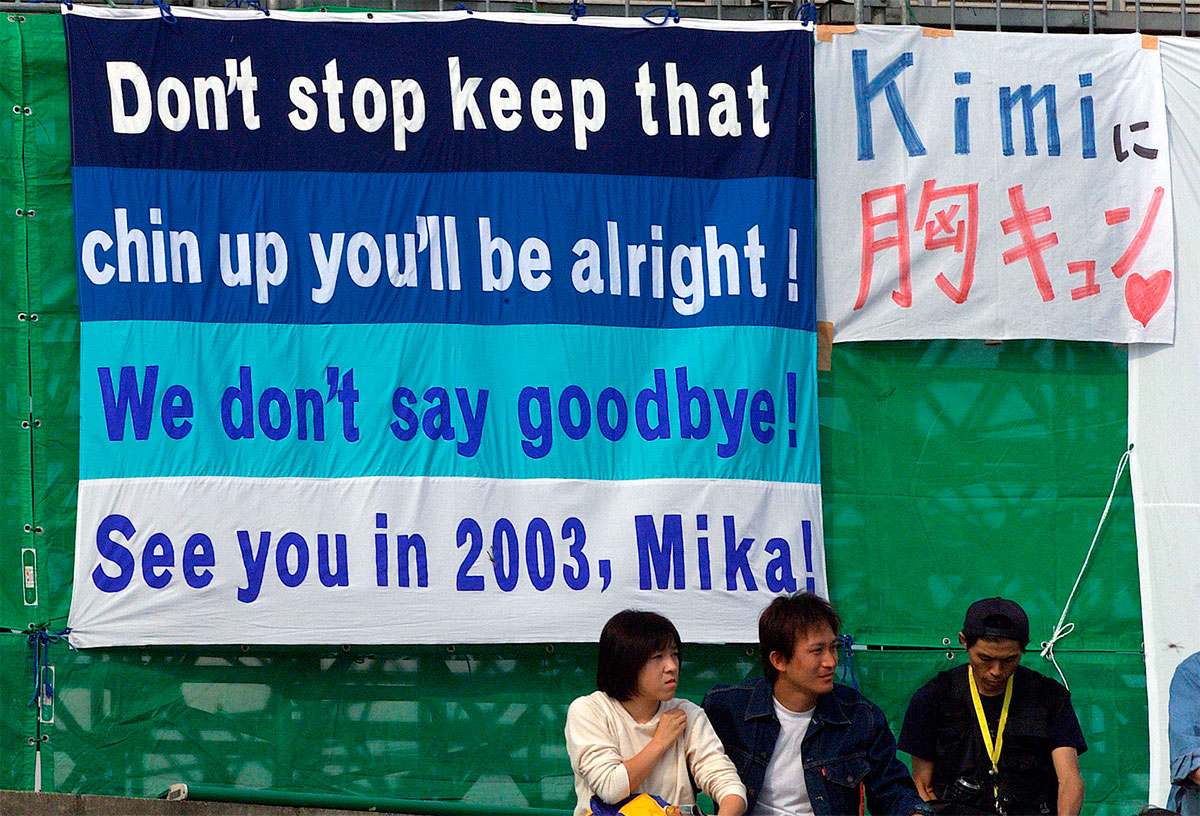 Don't stop keep that
chin up you'll be alright!
We don't say goodbye!
See you in 2003, Mika!
Kimiに
胸キュン